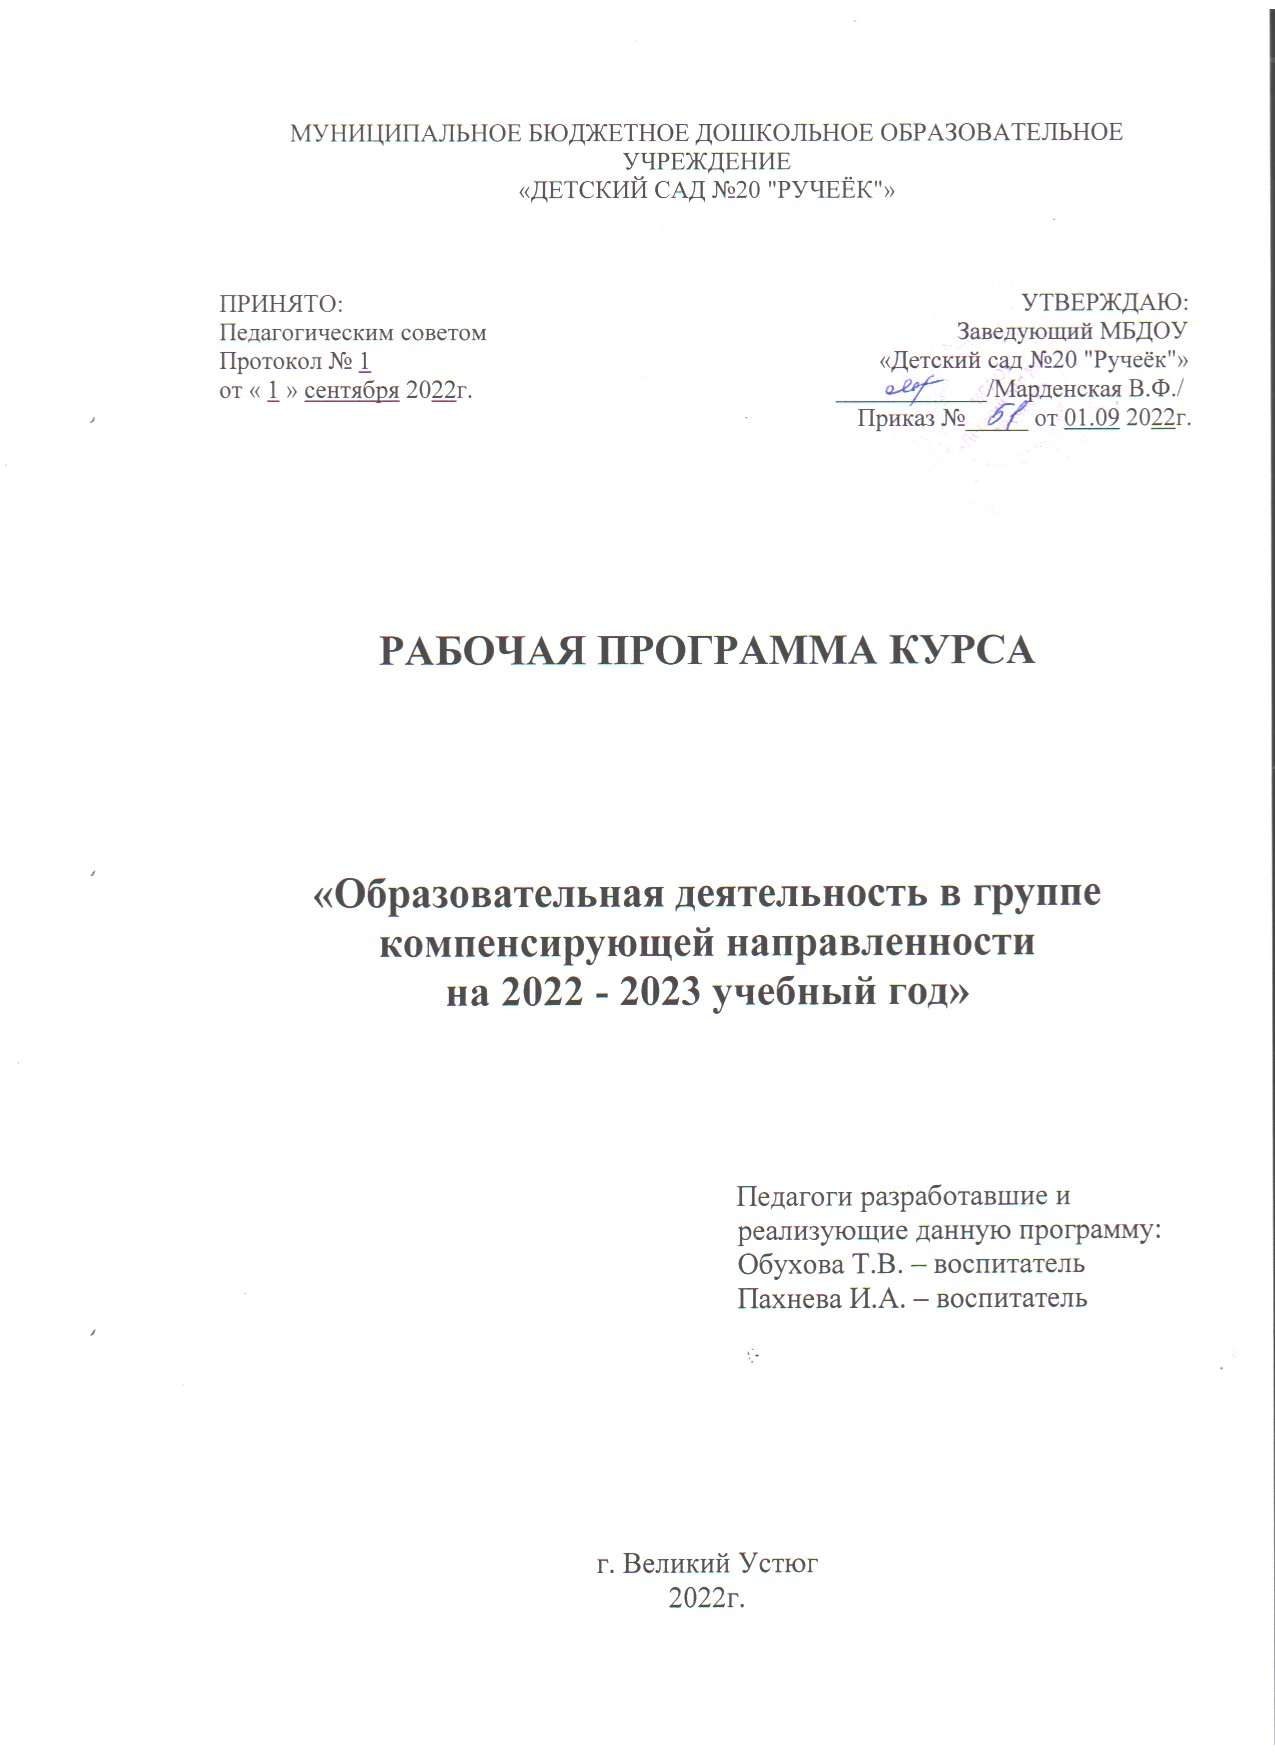 МУНИЦИПАЛЬНОЕ БЮДЖЕТНОЕ ДОШКОЛЬНОЕ ОБРАЗОВАТЕЛЬНОЕ
УЧРЕЖДЕНИЕ
«ДЕТСКИЙ САД №20 "РУЧЕЁК"»
ПРИНЯТО:
Педагогическим советом
Протокол № 1
от « 1 » сентября 2022г.
УТВЕРЖДАЮ:
Заведующий МБДОУ
«Детский сад №20 "Ручеёк"»
/Марденская В.Ф./
Приказ № 51 от 01.09 2022г.
РАБОЧАЯ ПРОГРАММА КУРСА
«Образовательная деятельность в группе
компенсирующей направленности
на 2022 - 2023 учебный год»
Педагоги разработавшие и
реализующие данную программу:
Обухова Т.В. – воспитатель
Пахнева И.А. – воспитатель
г. Великий Устюг
2022г.